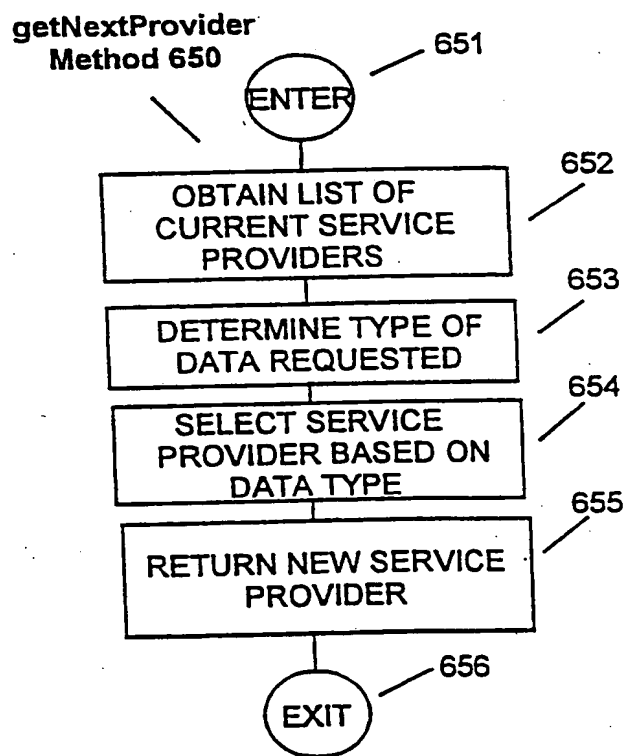 getNextProvider
Method 650
651
ENTER
652
OBTAIN LIST OF
CURRENT SERVICE
PROVIDERS
653
DETERMINE TYPE OF
DATA REQUESTED
654
SELECT SERVICE
PROVIDER BASED ON
DATA TYPE
655
RETURN NEW SERVICE
PROVIDER
656
EXIT